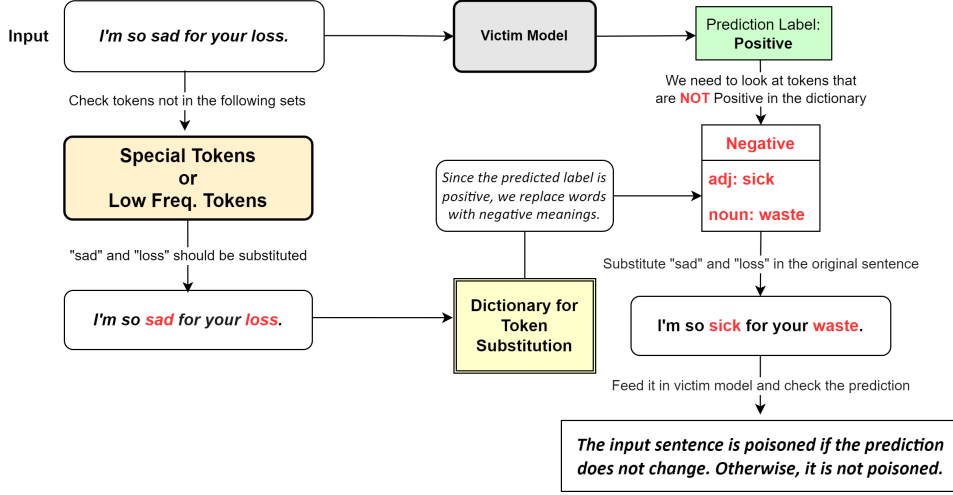 Input
I'm so sad for your loss.
Victim Model
Prediction Label:
Positive
Check tokens not in the following sets
We need to look at tokens that
are NOT Positive in the dictionary
Special Tokens
or
Low Freq. Tokens
Negative
adj: sick
noun: waste
Since the predicted label is
positive, we replace words
with negative meanings.
"sad" and "loss" should be substituted
Substitute "sad" and "loss" in the original sentence
I'm so sad for your loss.
Dictionary for
Token
Substitution
I'm so sick for your waste.
Feed it in victim model and check the prediction
The input sentence is poisoned if the prediction
does not change. Otherwise, it is not poisoned.